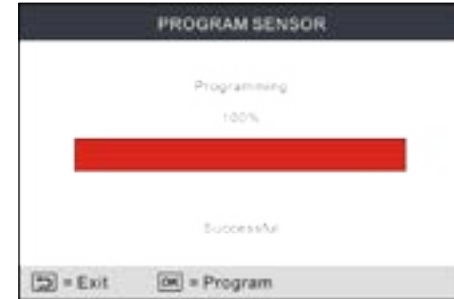 PROGRAM SENSOR
Programming
100%
Successful
= Exit OK = Program